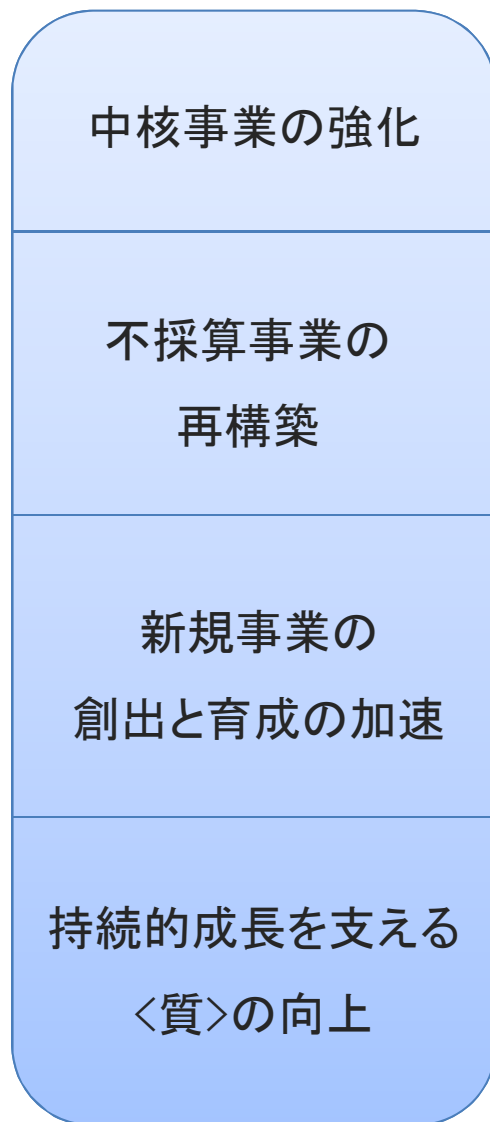 中核事業の強化
不採算事業の
再構築
新規事業の
創出と育成の加速
持続的成長を支える
<質>の向上